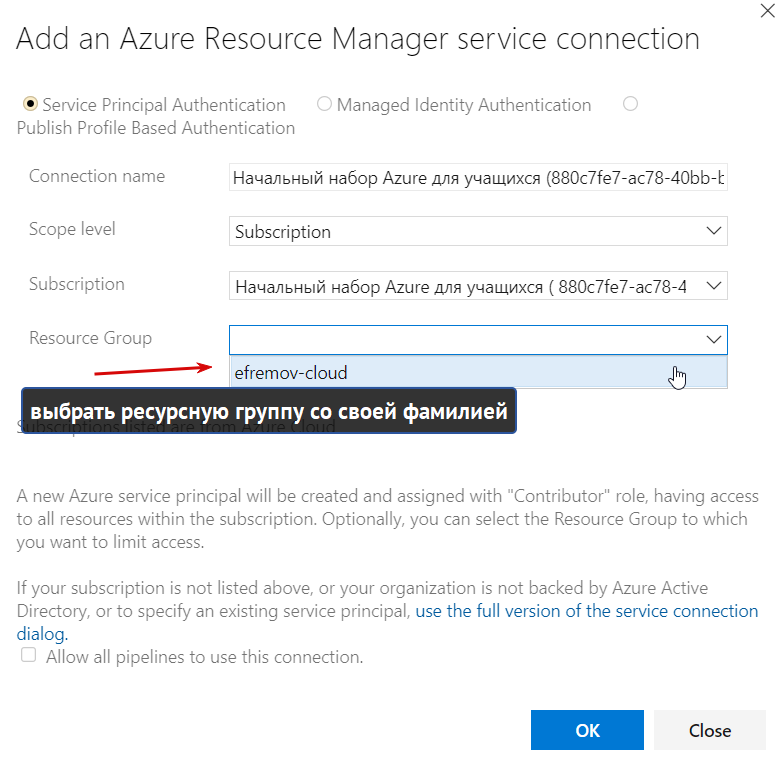 Add an Azure Resource Manager service connection
Service Principal Authentication Managed Identity Authentication
Publish Profile Based Authentication
Connection name Начальный набор Azure для учащихся (880c7fe7-ac78-40bb-b
Scope level Subscription
Subscription Начальный набор Azure для учащихся ( 880c7fe7-ac78-4
Resource Group
efremov-cloud
выбрать ресурсную группу со своей фамилией
Subscriptions listed are from Azure Cloud
A new Azure service principal will be created and assigned with "Contributor" role, having access
to all resources within the subscription. Optionally, you can select the Resource Group to which
you want to limit access.
If your subscription is not listed above, or your organization is not backed by Azure Active
Directory, or to specify an existing service principal, use the full version of the service connection
dialog.
Allow all pipelines to use this connection.
OK Close